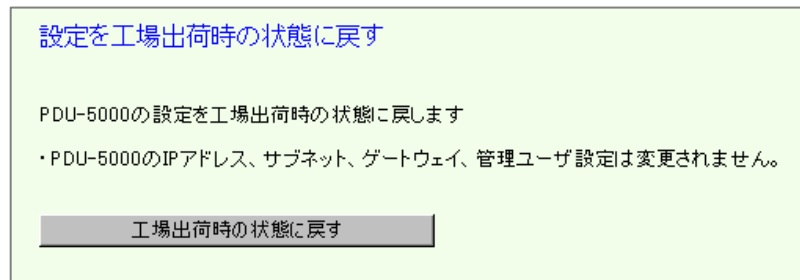 設定を工場出荷時の状態に戻す
PDU-5000の設定を工場出荷時の状態に戻します
・PDU-5000のIPアドレス、サブネット、ゲートウェイ、管理ユーザ設定は変更されません。
工場出荷時の状態に戻す